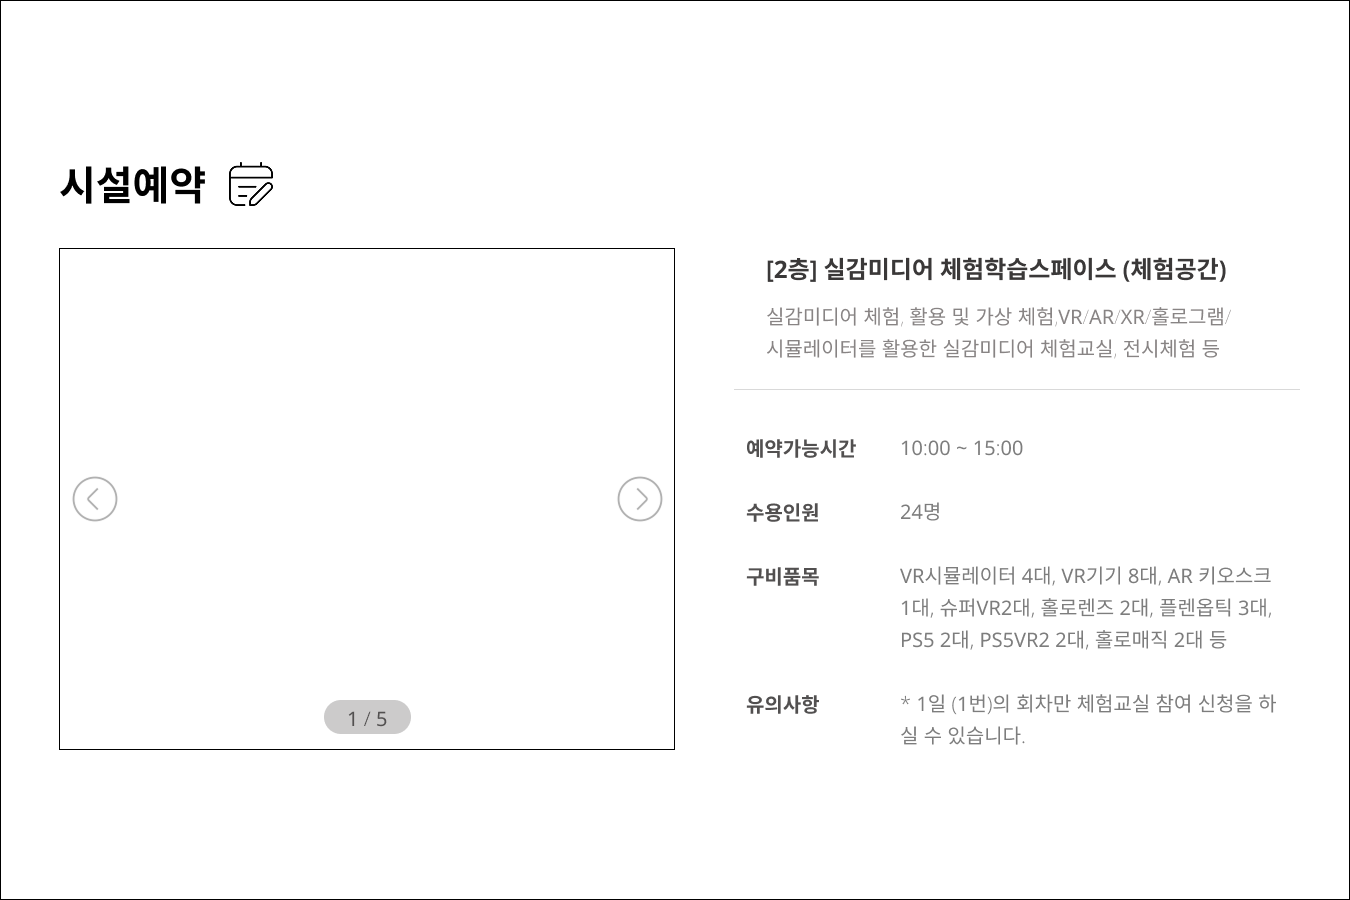 시설예약
[2층] 실감미디어 체험학습스페이스 (체험공간)
실감미디어 체험, 활용 및 가상 체험,VR/AR/XR/홀로그램/
시뮬레이터를 활용한 실감미디어 체험교실, 전시체험 등
예약가능시간 10:00 ~ 15:00
수용인원 24명
구비품목 VR시뮬레이터 4대, VR기기 8대, AR 키오스크
1대, 슈퍼VR2대, 홀로렌즈 2대, 플렌옵틱 3대,
PS5 2대, PS5VR2 2대, 홀로매직 2대 등
유의사항 * 1일 (1번)의 회차만 체험교실 참여 신청을 하
실 수 있습니다.
1 / 5